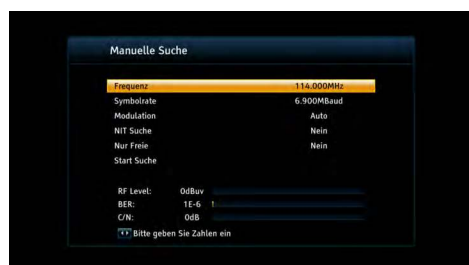 Manuelle Suche
Frequenz 114.000MHz
Symbolrate 6.900MBaud
Modulation Auto
NIT Suche Nein
Nur Freie Nein
Start Suche
RF Level: 0dBuv
BER: 1E-6
C/N: 0dB
Bitte geben Sie Zahlen ein